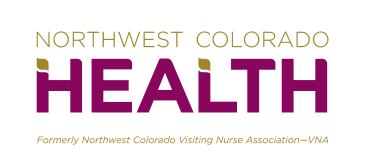 NORTHWEST COLORADO
HEALTH
Formerly Northwest Colorado Visiting Nurse Association—VNA